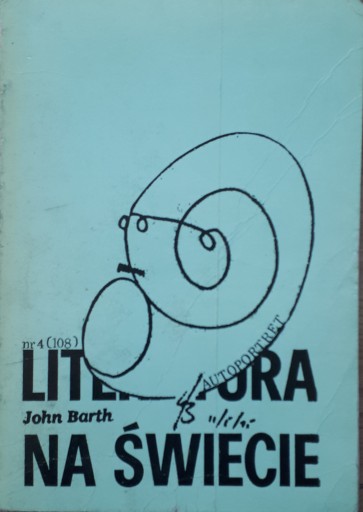 nr 4 (108)
AUTOPORTRET
LITERATURA
John Barth
NA ŚWIECIE